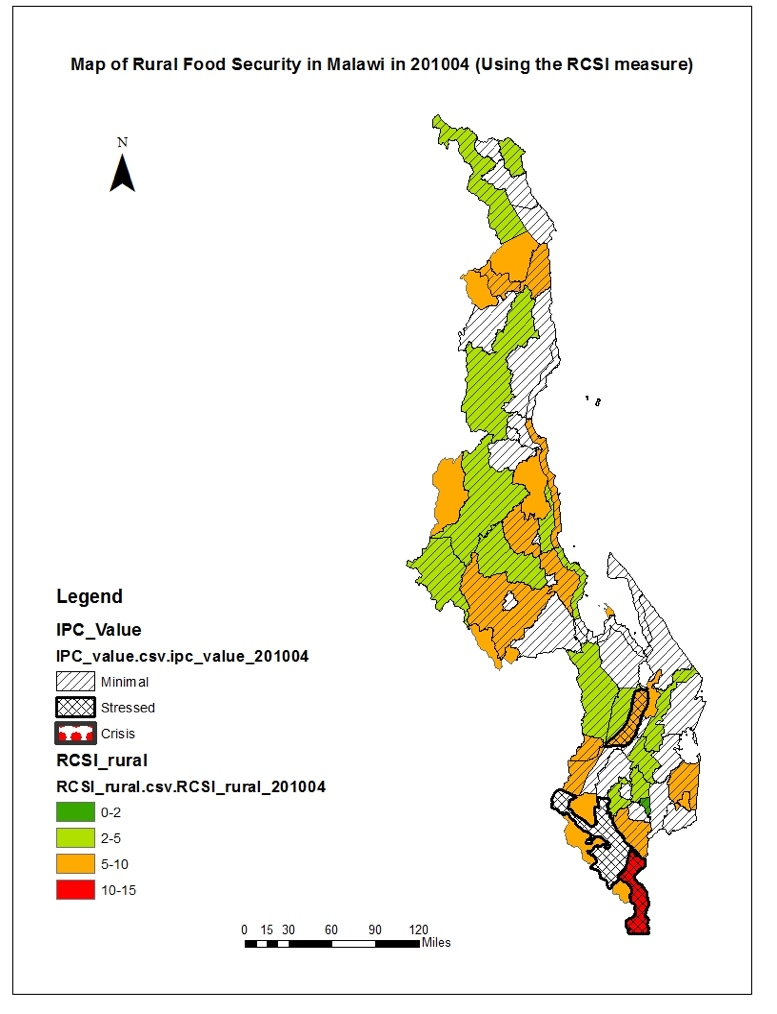 Map of Rural Food Security in Malawi in 201004 (Using the RCSI measure)
N
Legend
IPC_Value
IPC_value.csv.ipc_value_201004
Minimal
Stressed
Crisis
RCSI_rural
RCSI_rural.csv.RCSI_rural_201004
0-2
2-5
5-10
10-15
0 15 30 60 90 120
Miles